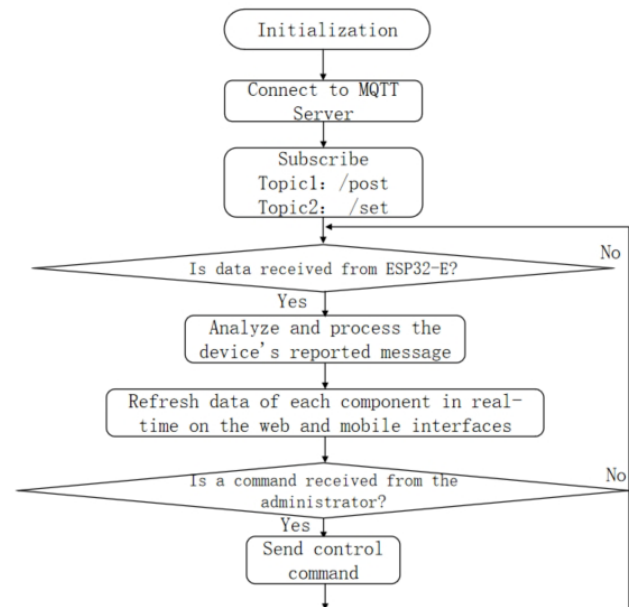 Initialization
Connect to MQTT
Server
Subscribe
Topic1: /post
Topic2: /set
No
Is data received from ESP32-E?
Yes
Analyze and process the
device's reported message
Refresh data of each component in real-
time on the web and mobile interfaces
Is a command received from the
administrator?
No
Yes
Send control
command